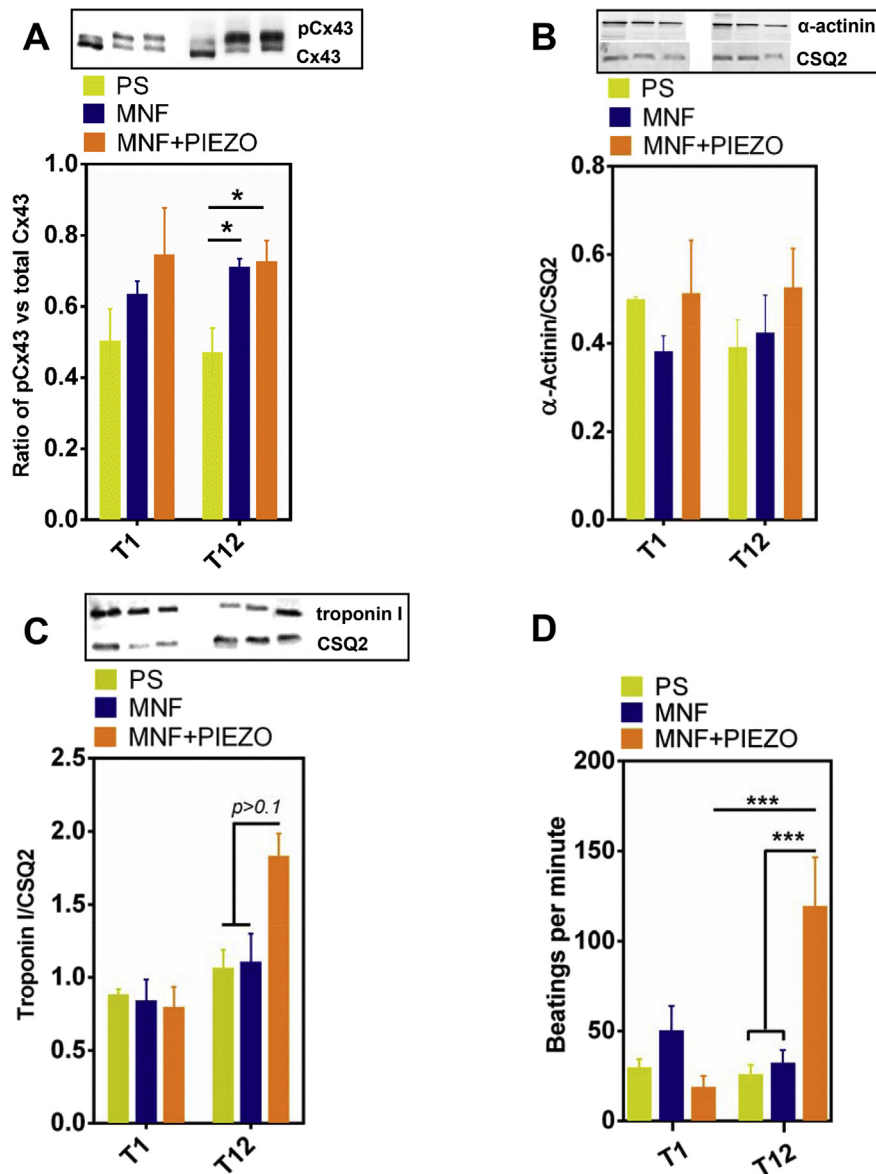 A
pCx43
Cx43
PS
MNF
MNF+PIEZO
Ratio of pCx43 vs total Cx43
1.0
0.8
0.6
0.4
0.2
0.0
*
*
T1
T12
B
α-actinin
CSQ2
PS
MNF
MNF+PIEZO
α-Actinin/CSQ2
0.8
0.6
0.4
0.2
0.0
T1
T12
C
troponin I
CSQ2
PS
MNF
MNF+PIEZO
Troponin I/CSQ2
2.5
2.0
1.5
1.0
0.5
0.0
p>0.1
T1
T12
D
PS
MNF
MNF+PIEZO
Beatings per minute
200
150
100
50
0
***
***
T1
T12